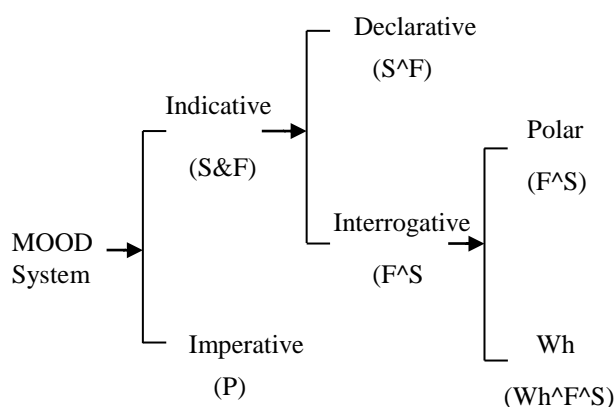 MOOD
System
Indicative
(S&F)
Imperative
(P)
Declarative
(S^F)
Interrogative
(F^S
Polar
(F^S)
Wh
(Wh^F^S)